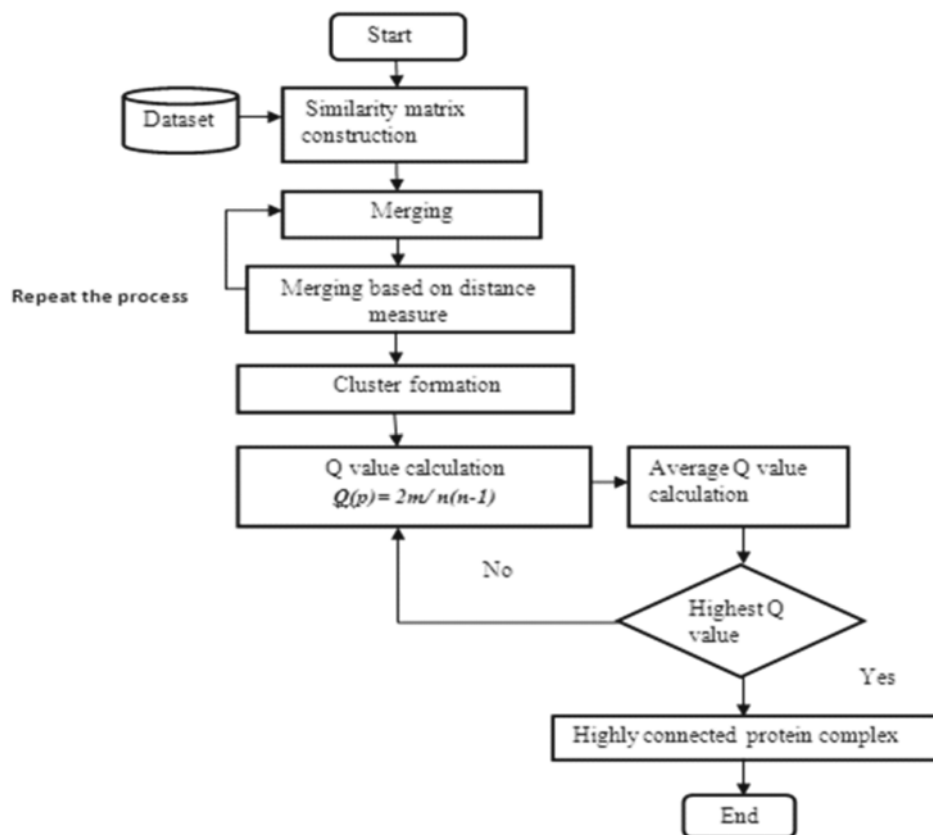 Start
Dataset
Similarity matrix
construction
Merging
Repeat the process
Merging based on distance
measure
Cluster formation
Q value calculation
Q(p)= 2m/ n(n-1)
Average Q value
calculation
No
Highest Q
value
Yes
Highly connected protein complex
End